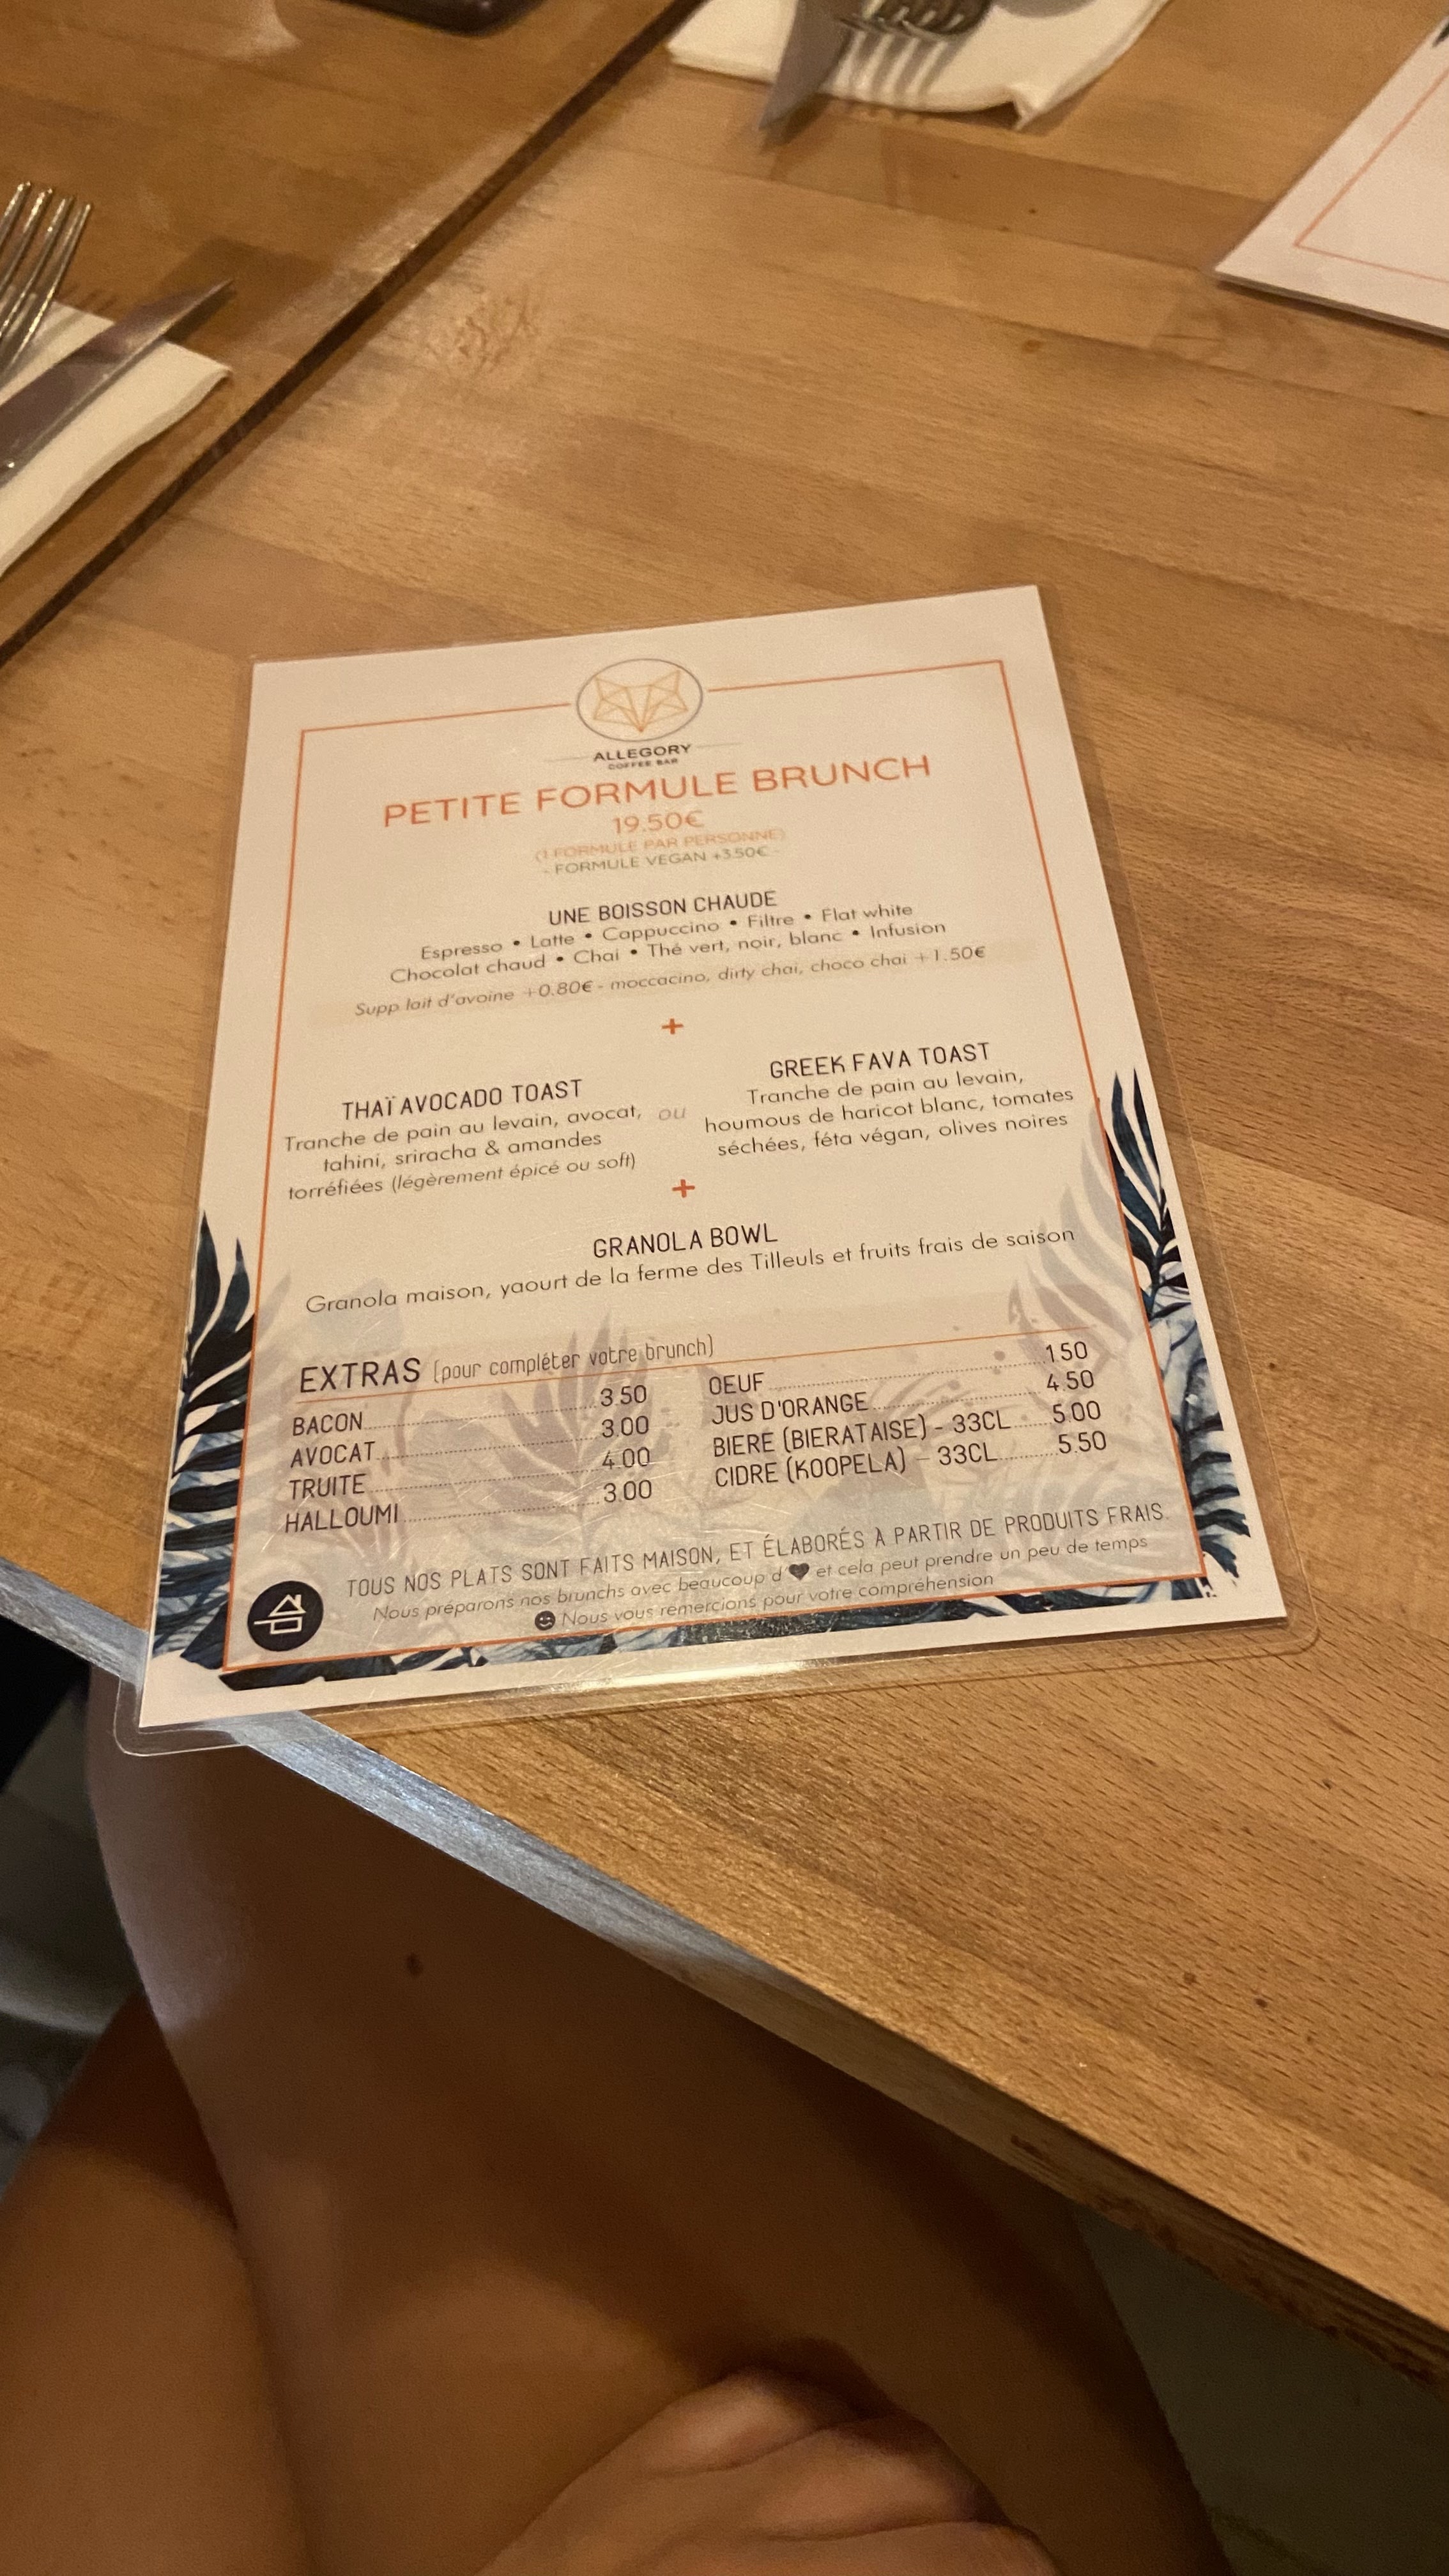 ALLEGORY
COFFEE BAR
PETITE FORMULE BRUNCH
19.50€
(1 FORMULE PAR PERSONNE)
- FORMULE VEGAN +3.50€ -
UNE BOISSON CHAUDE
Espresso • Latte • Cappuccino • Filtre • Flat white
Chocolat chaud • Chai • Thé vert, noir, blanc • Infusion
Supp lait d'avoine +0.80€ - moccacino, dirty chai, choco chai +1.50€
+
THAÏ AVOCADO TOAST
Tranche de pain au levain, avocat,
tahini, sriracha & amandes
torréfiées (légèrement épicé ou soft)
ou
GREEK FAVA TOAST
Tranche de pain au levain,
houmous de haricot blanc, tomates
séchées, féta végan, olives noires
+
GRANOLA BOWL
Granola maison, yaourt de la ferme des Tilleuls et fruits frais de saison
EXTRAS (pour compléter votre brunch)
BACON 3.50
AVOCAT 3.00
TRUITE 4.00
HALLOUMI 3.00
OEUF 1.50
JUS D'ORANGE 4.50
BIERE (BIERATAISE) - 33CL 5.00
CIDRE (KOOPELA) - 33CL 5.50
TOUS NOS PLATS SONT FAITS MAISON, ET ÉLABORÉS À PARTIR DE PRODUITS FRAIS.
Nous préparons nos brunchs avec beaucoup d'♥ et cela peut prendre un peu de temps
☻ Nous vous remercions pour votre compréhension